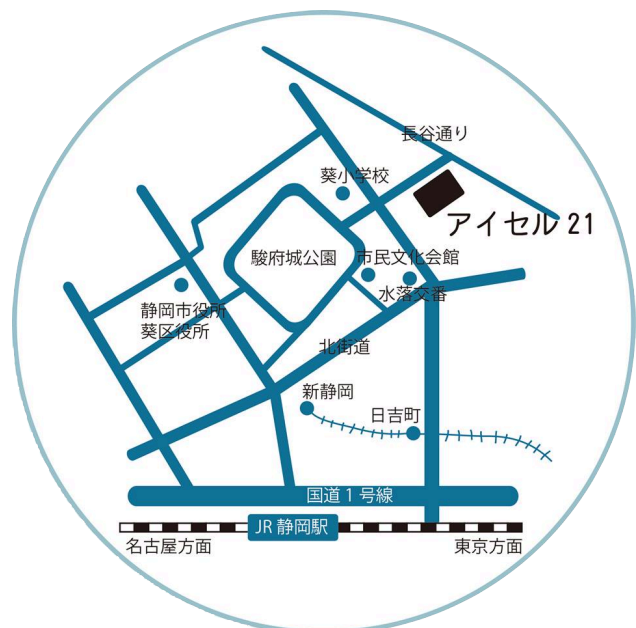 長谷通り
葵小学校
アイセル 21
駿府城公園
市民文化会館
水落交番
静岡市役所
葵区役所
北街道
新静岡
日吉町
国道 1 号線
JR 静岡駅
名古屋方面
東京方面